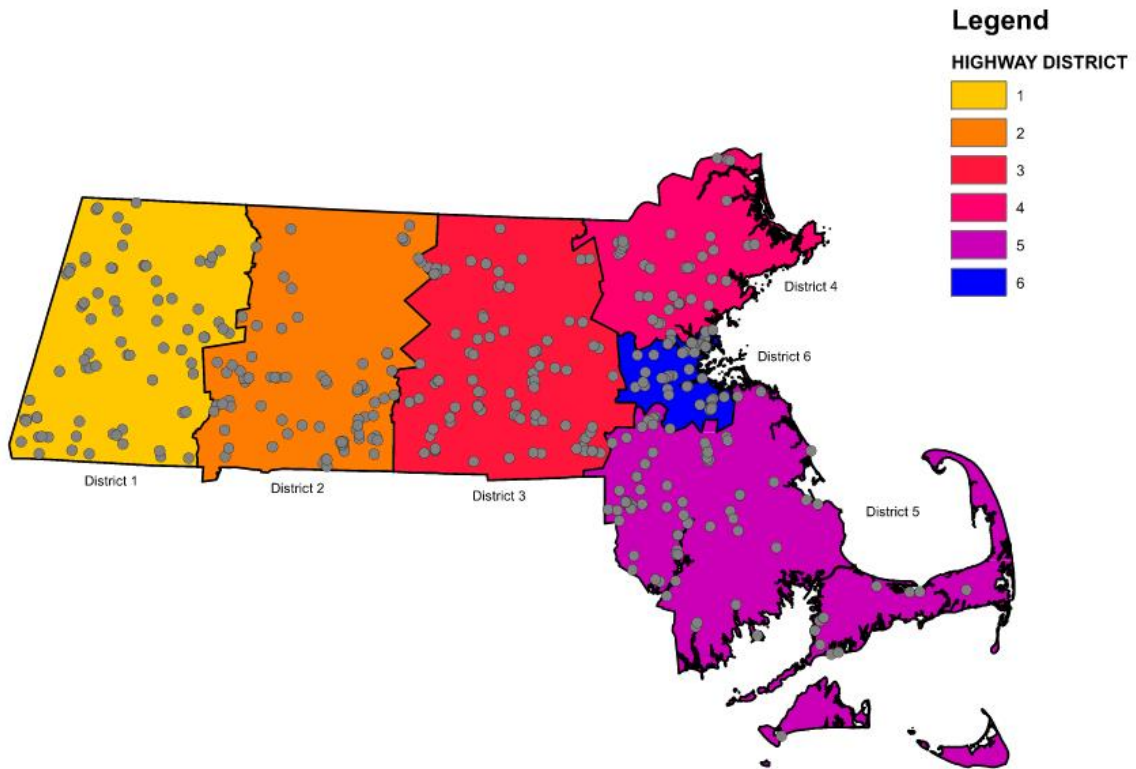 Legend
HIGHWAY DISTRICT
1
2
3
4
5
6
District 4
District 6
District 1
District 2
District 3
District 5